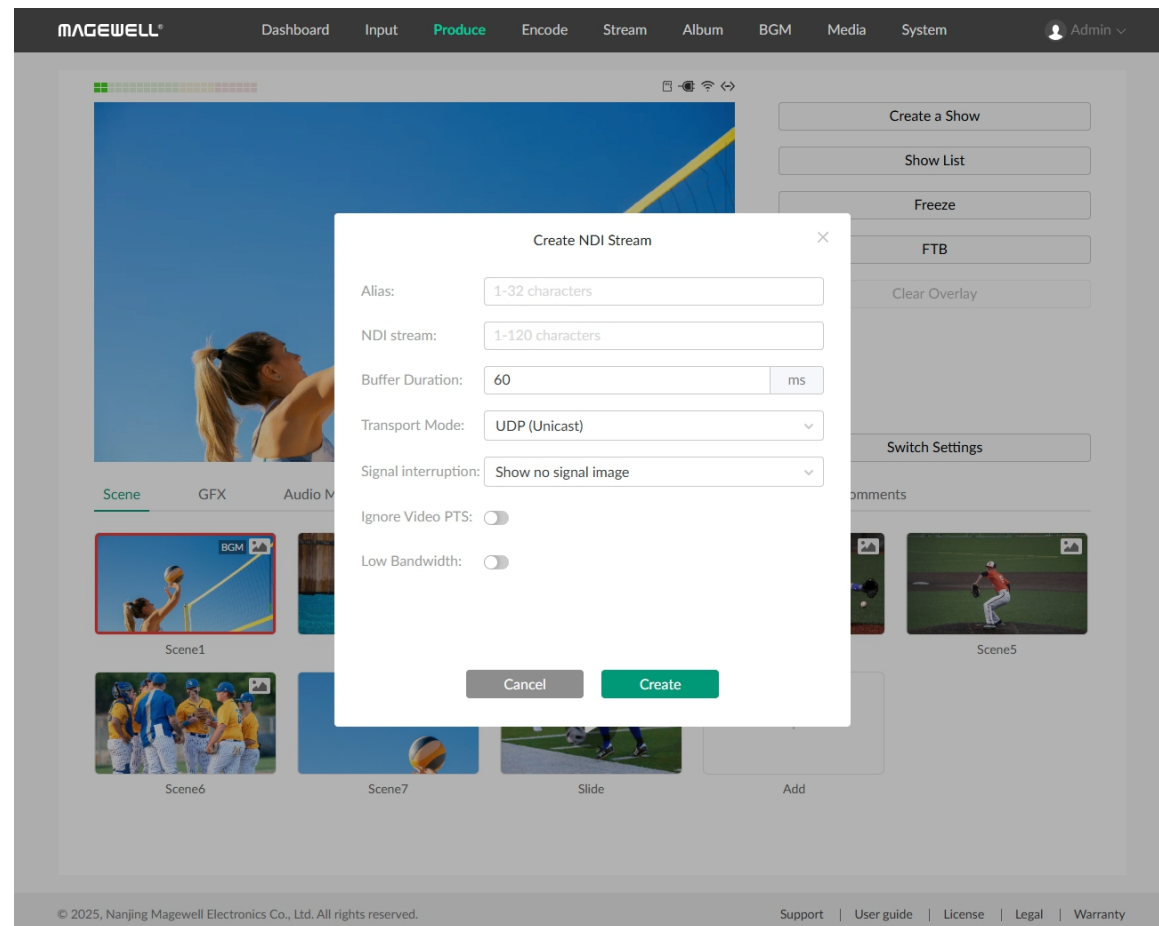 MAGEWELL®
Dashboard Input Produce Encode Stream Album BGM Media System Admin
Create a Show
Show List
Freeze
FTB
Clear Overlay
Switch Settings
Create NDI Stream
Alias: 1-32 characters
NDI stream: 1-120 characters
Buffer Duration: 60 ms
Transport Mode: UDP (Unicast)
Signal interruption: Show no signal image
Ignore Video PTS:
Low Bandwidth:
Cancel Create
Scene GFX Audio M omments
BGM
Scene1 Scene5
Scene6 Scene7 Slide Add
© 2025, Nanjing Magewell Electronics Co., Ltd. All rights reserved.
Support | User guide | License | Legal | Warranty